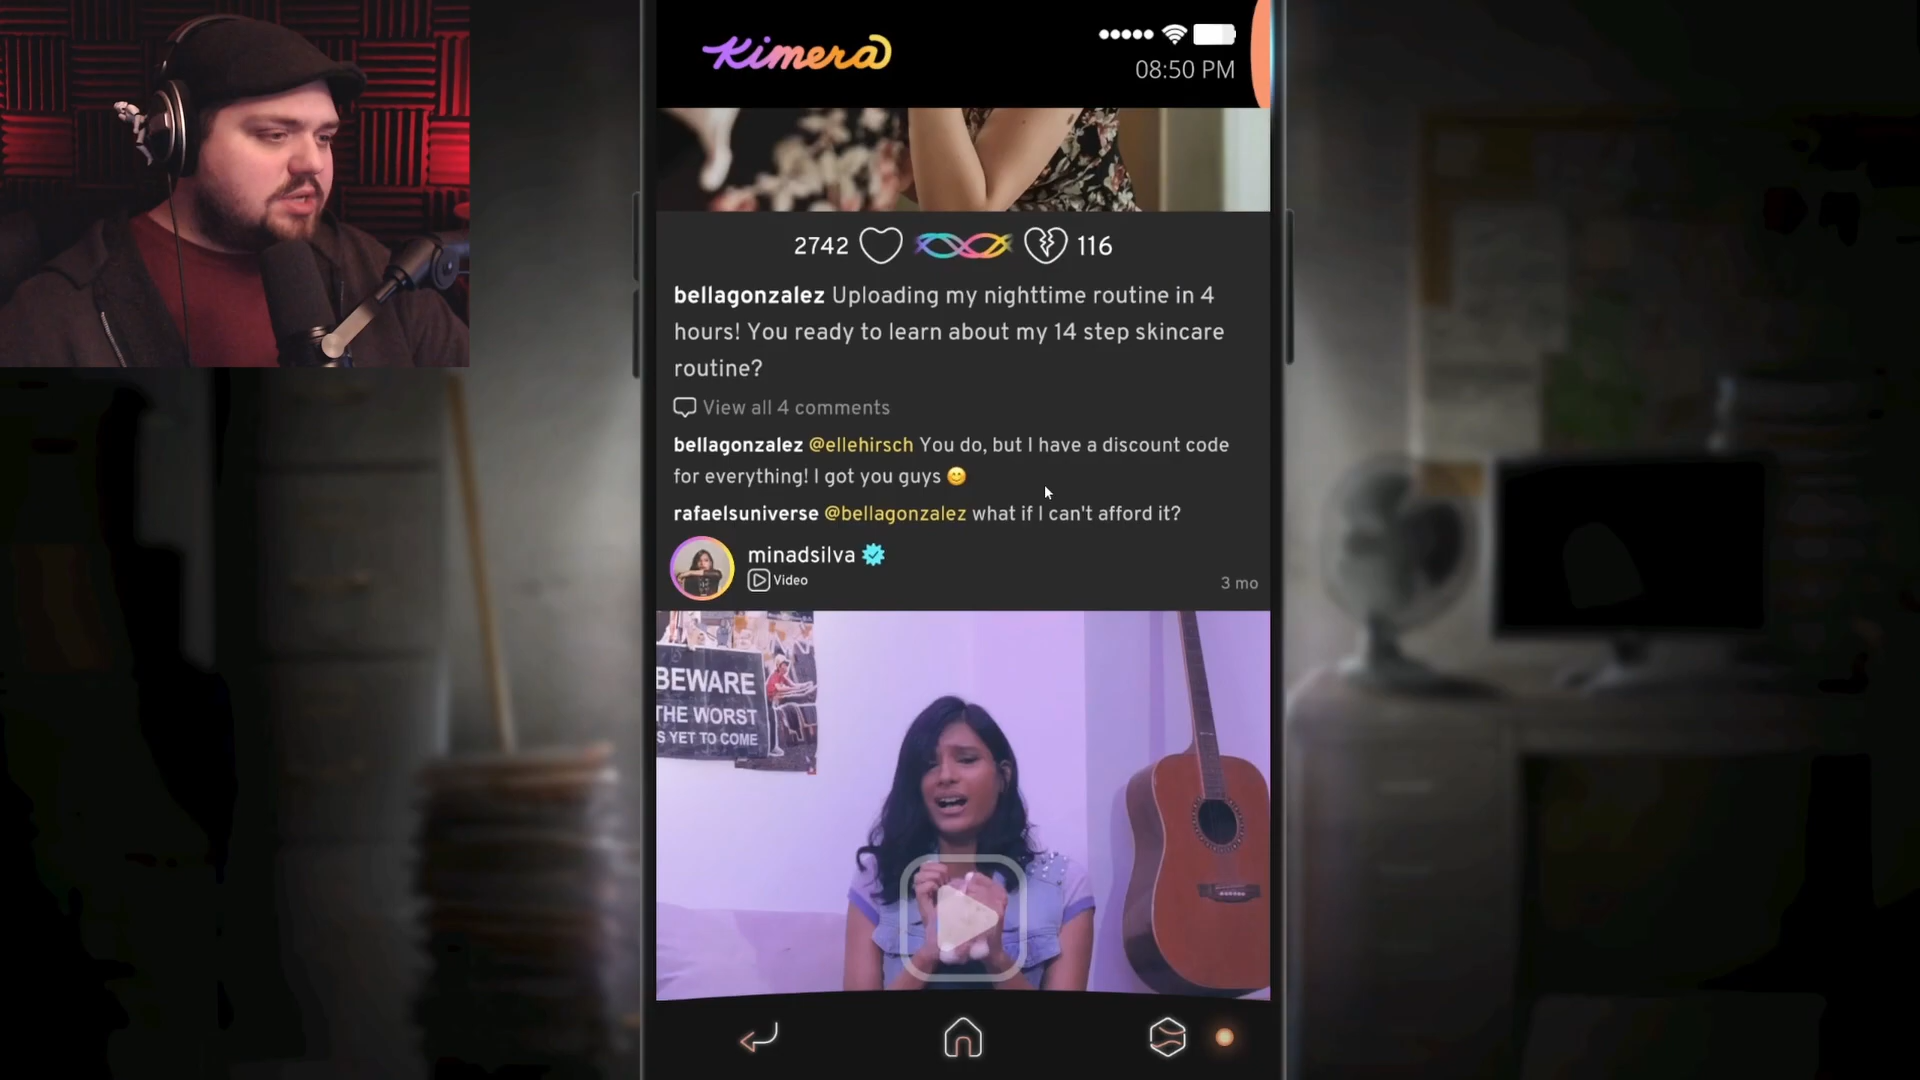 Kimera
08:50 PM
2742
116
bellagonzalez Uploading my nighttime routine in 4
hours! You ready to learn about my 14 step skincare
routine?
View all 4 comments
bellagonzalez @ellehirsch You do, but I have a discount code
for everything! I got you guys 😊
rafaelsuniverse @bellagonzalez what if I can't afford it?
minadsilva
Video
3 mo
BEWARE
THE WORST
S YET TO COME